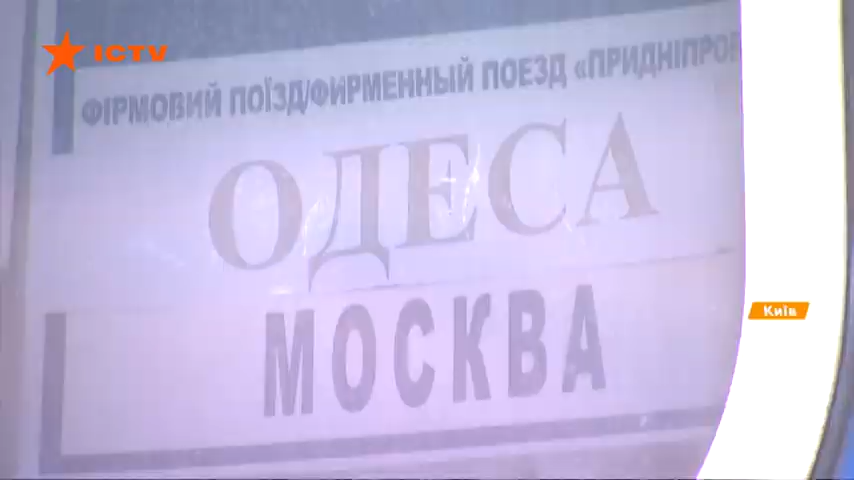 ICTV
ФІРМОВИЙ ПОЇЗД/ФИРМЕННЫЙ ПОЕЗД «ПРИДНІПРО
ОДЕСА
МОСКВА
Київ